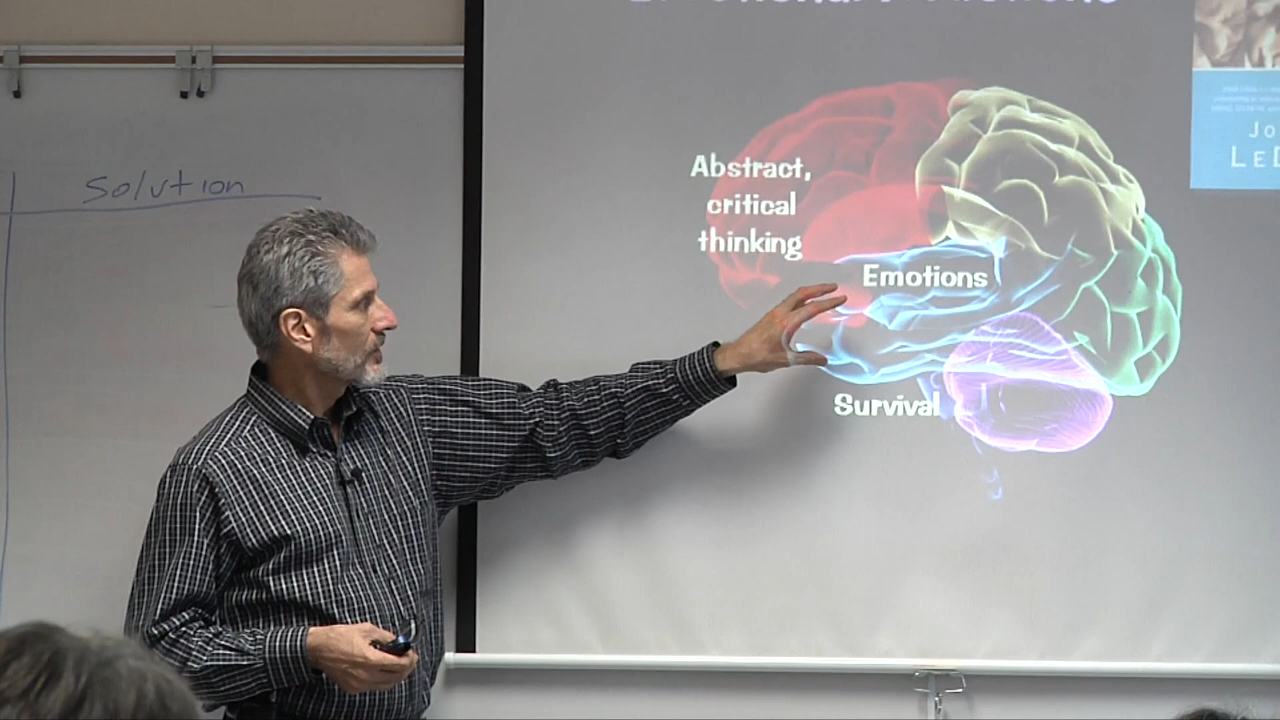 Solution
Abstract,
critical
thinking
Emotions
Survival